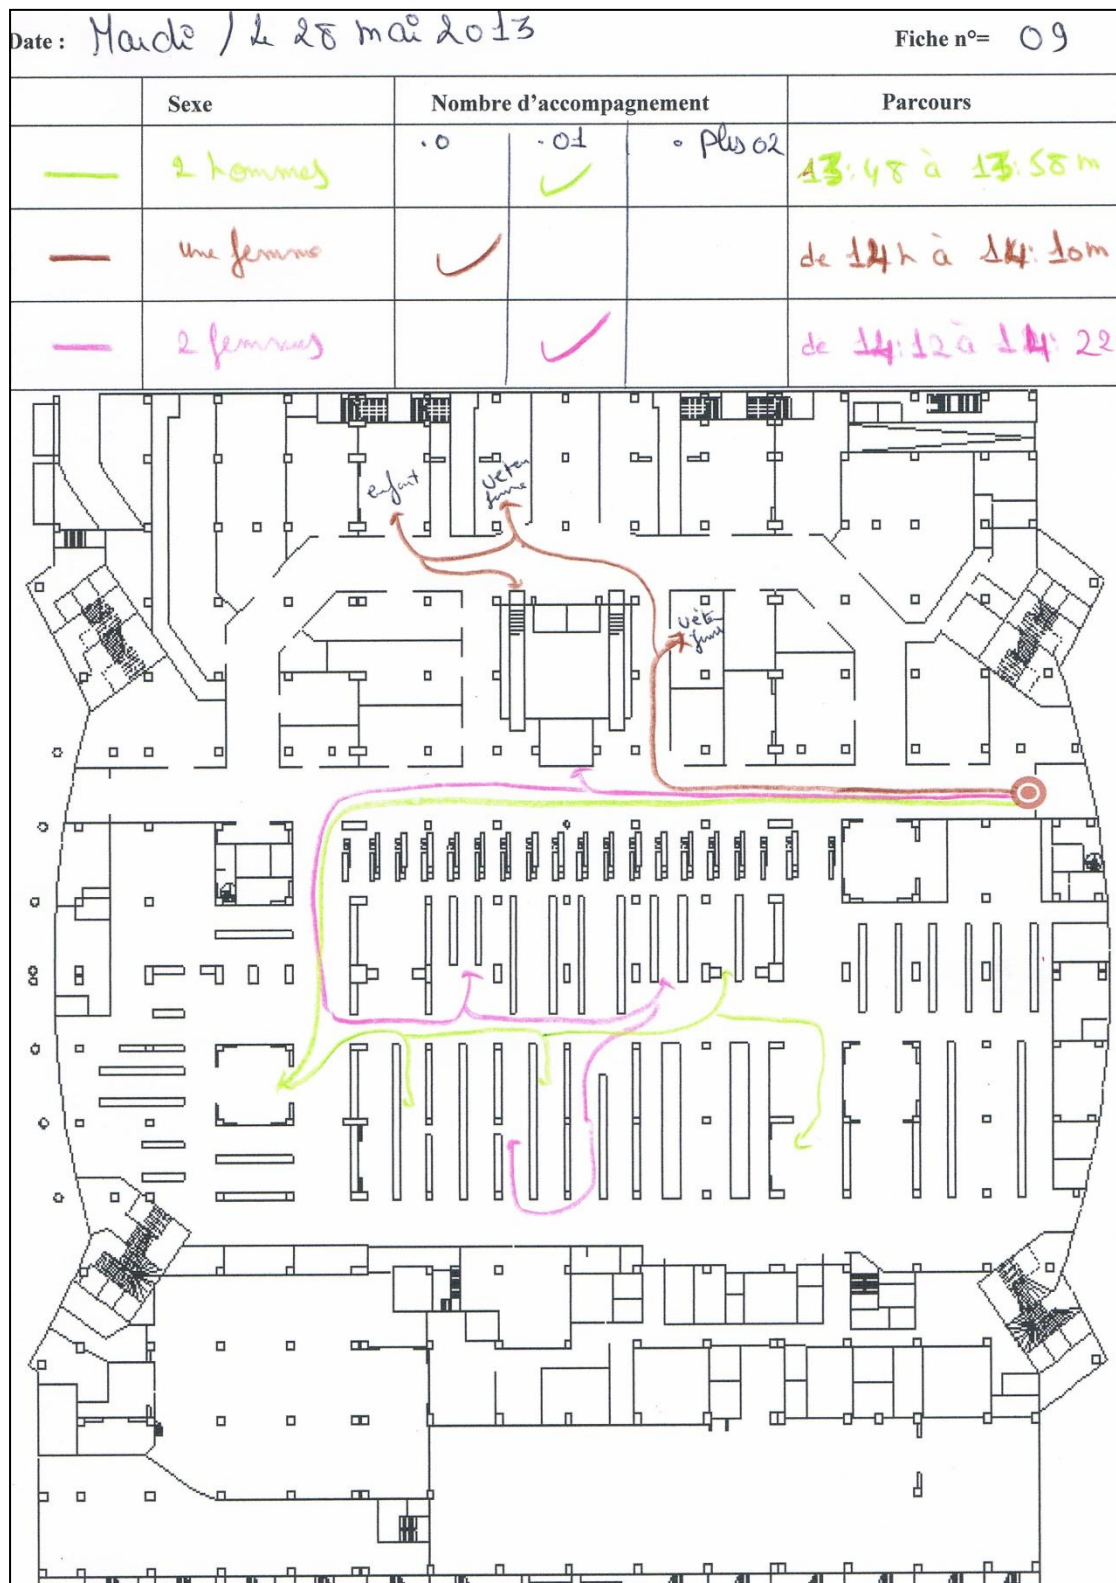 Date : Mardi / Le 28 mai 2013 Fiche n°= 09
Sexe Nombre d'accompagnement Parcours
.0 .01 . Plus 02
2 hommes 13:48 à 13:58 m
une femme de 14h à 14:10m
2 femmes de 14:12 à 14:22
enfant
vêtem
femme
vêtem
femme